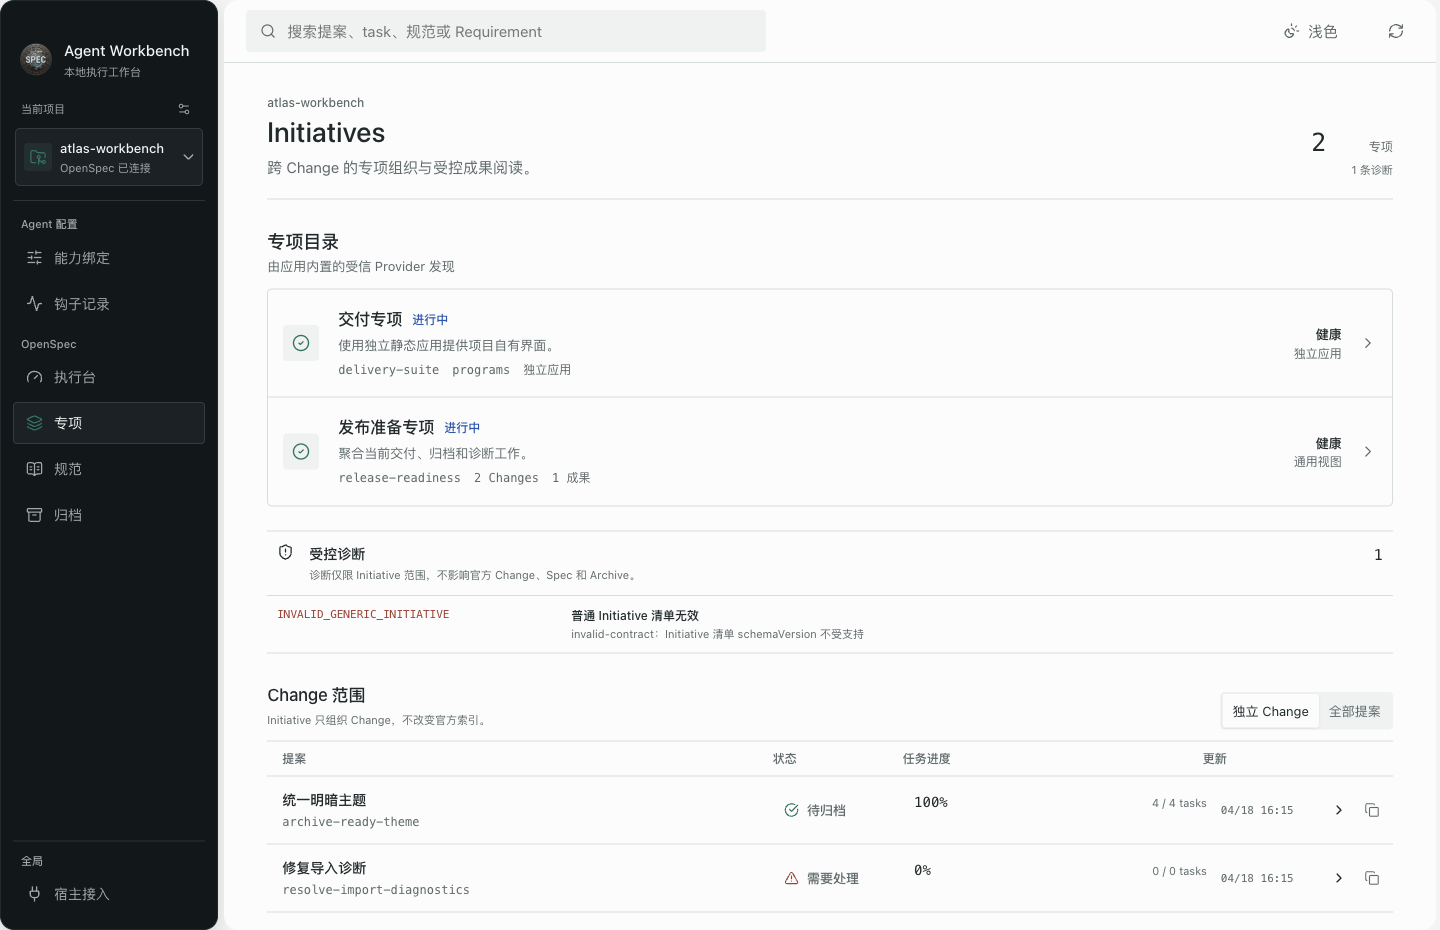 SPEC
Agent Workbench
本地执行工作台
当前项目
atlas-workbench
OpenSpec 已连接
Agent 配置
能力绑定
钩子记录
OpenSpec
执行台
专项
规范
归档
全局
宿主接入
搜索提案、task、规范或 Requirement
浅色
atlas-workbench
Initiatives
跨 Change 的专项组织与受控成果阅读。
2 专项
1 条诊断
专项目录
由应用内置的受信 Provider 发现
交付专项 进行中
使用独立静态应用提供项目自有界面。
delivery-suite programs 独立应用
健康
独立应用
发布准备专项 进行中
聚合当前交付、归档和诊断工作。
release-readiness 2 Changes 1 成果
健康
通用视图
受控诊断 1
诊断仅限 Initiative 范围，不影响官方 Change、Spec 和 Archive。
INVALID_GENERIC_INITIATIVE
普通 Initiative 清单无效
invalid-contract：Initiative 清单 schemaVersion 不受支持
Change 范围
Initiative 只组织 Change，不改变官方索引。
独立 Change 全部提案
提案 状态 任务进度 更新
统一明暗主题
archive-ready-theme
待归档 100% 4 / 4 tasks 04/18 16:15
修复导入诊断
resolve-import-diagnostics
需要处理 0% 0 / 0 tasks 04/18 16:15